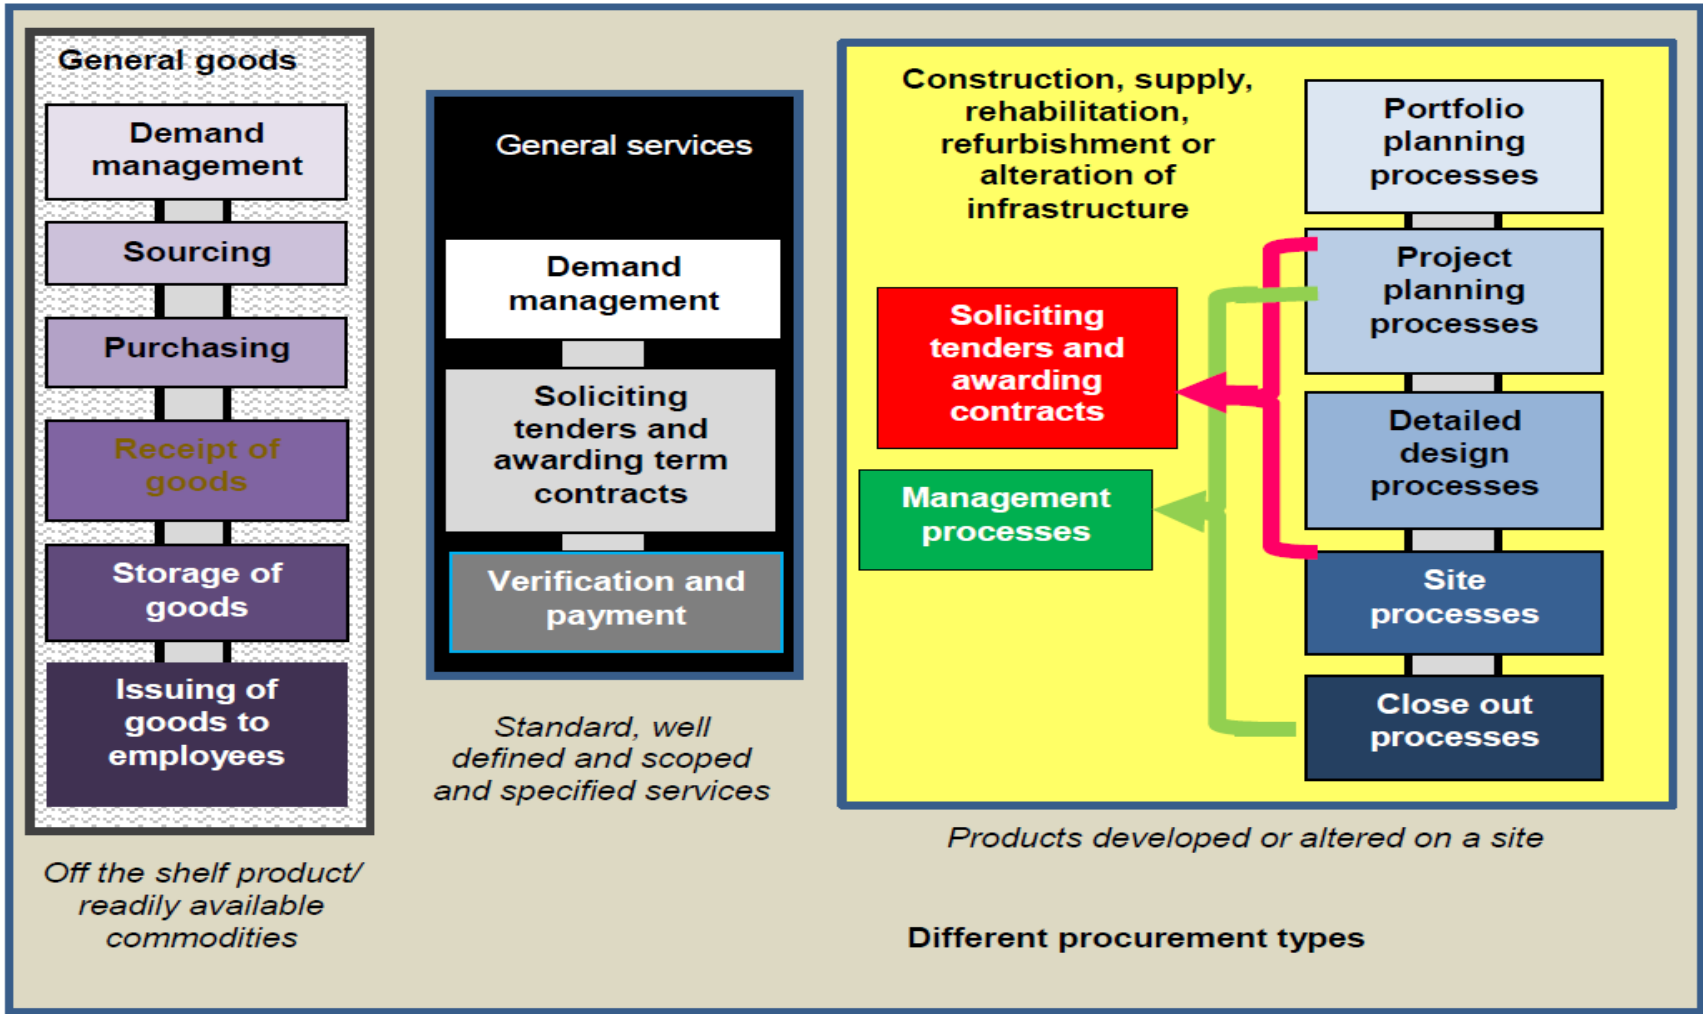 General goods
Demand
management
Sourcing
Purchasing
Receipt of
goods
Storage of
goods
Issuing of
goods to
employees
Off the shelf product/
readily available
commodities
General services
Demand
management
Soliciting
tenders and
awarding term
contracts
Verification and
payment
Standard, well
defined and scoped
and specified services
Construction, supply,
rehabilitation,
refurbishment or
alteration of
infrastructure
Soliciting
tenders and
awarding
contracts
Management
processes
Portfolio
planning
processes
Project
planning
processes
Detailed
design
processes
Site
processes
Close out
processes
Products developed or altered on a site
Different procurement types